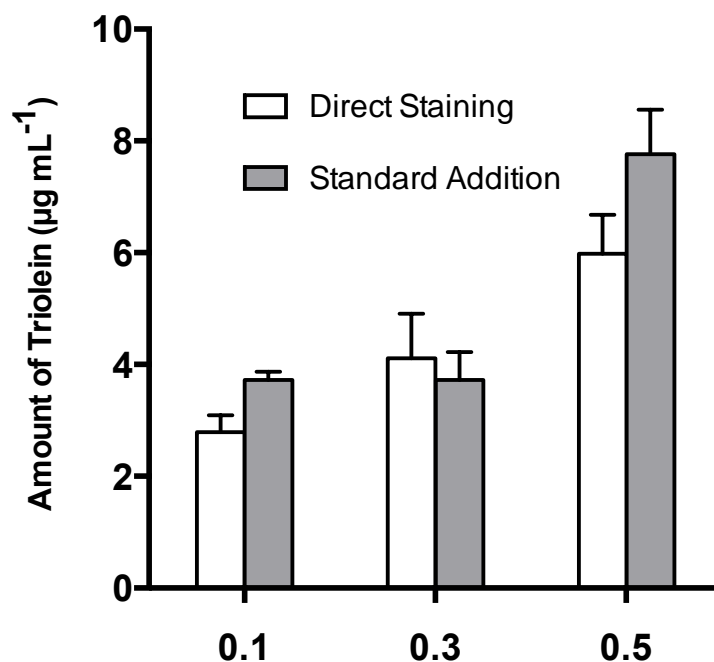 Amount of Triolein (µg mL⁻¹)
10
8
6
4
2
0
Direct Staining
Standard Addition
0.1 0.3 0.5